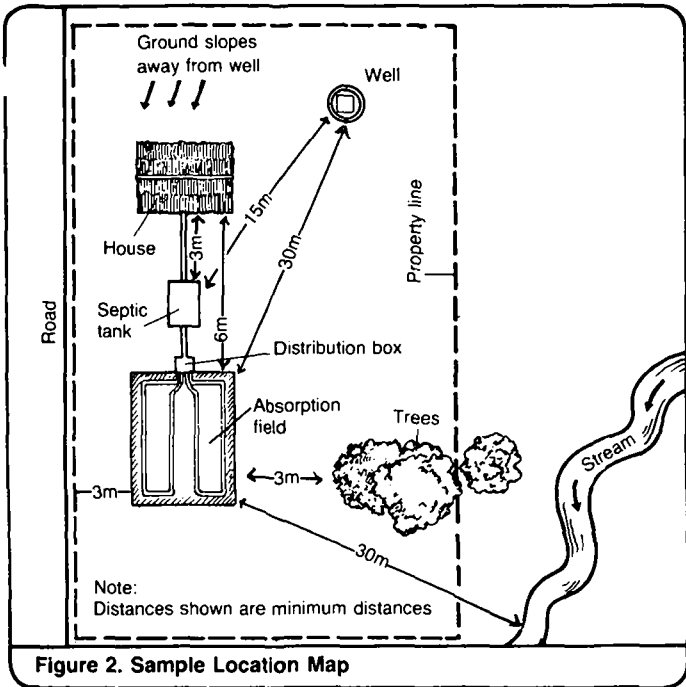 Ground slopes
away from well
Well
House
3m
15m
30m
6m
Property line
Road
Septic
tank
Distribution box
Absorption
field
Trees
Stream
3m
3m
30m
Note:
Distances shown are minimum distances
Figure 2. Sample Location Map